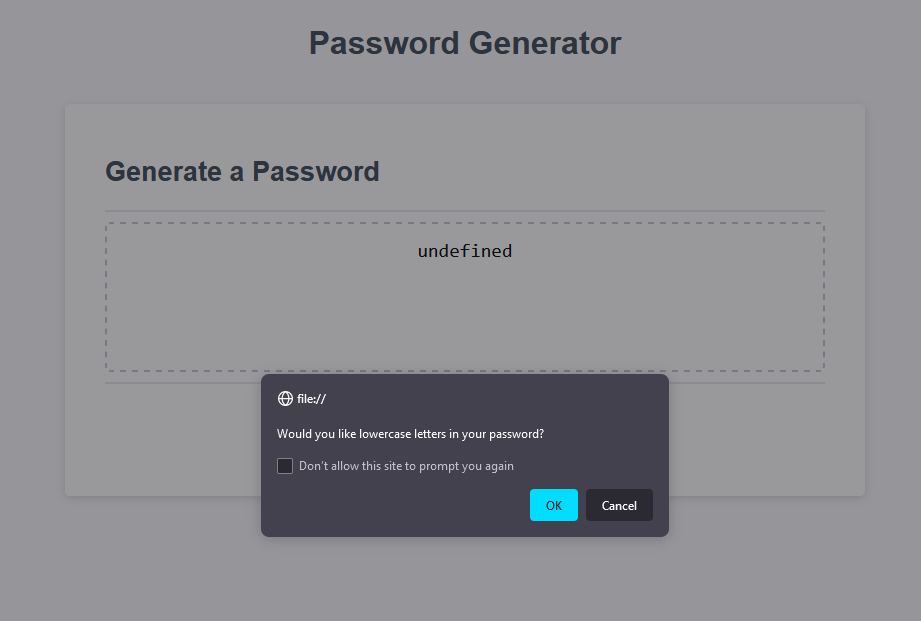 Password Generator
Generate a Password
undefined
file://
Would you like lowercase letters in your password?
Don't allow this site to prompt you again
OK Cancel